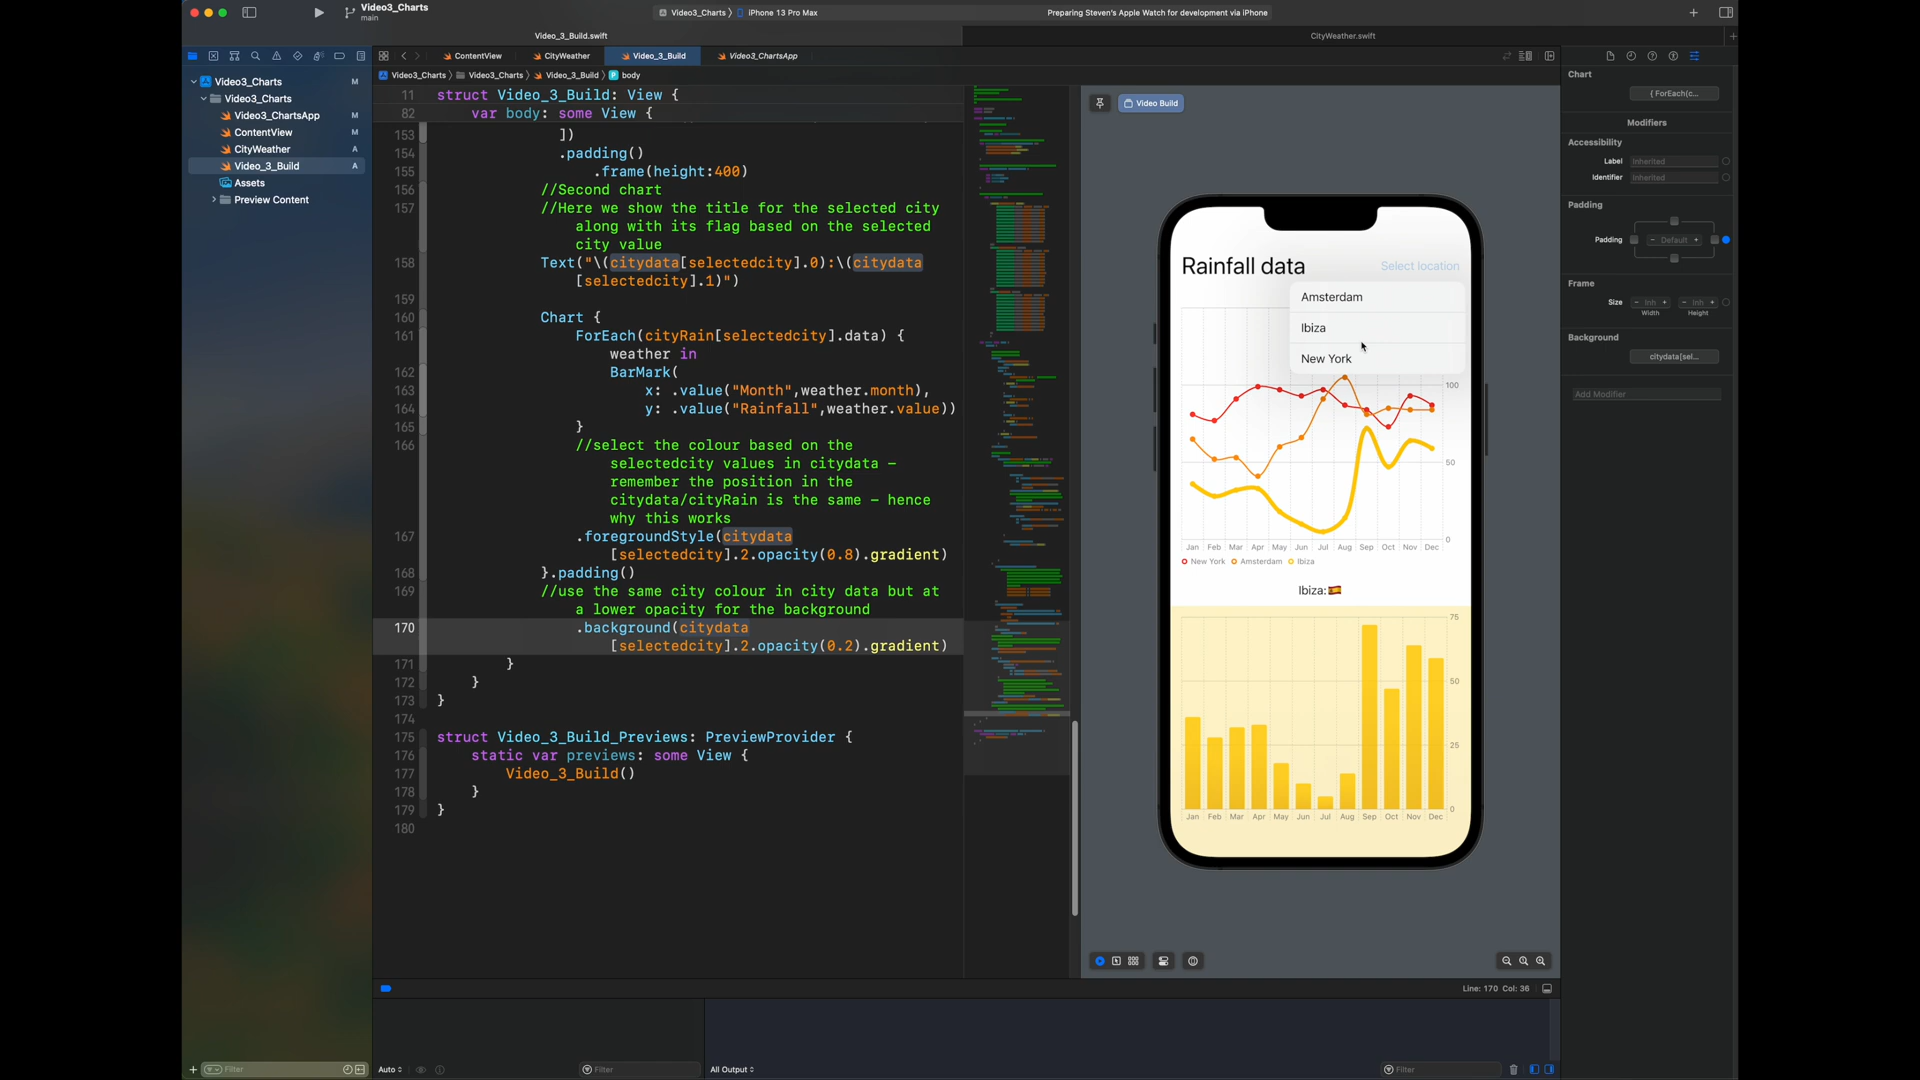 Video3_Charts
main
Video3_Charts 〉 iPhone 13 Pro Max
Preparing Steven's Apple Watch for development via iPhone
Video_3_Build.swift
CityWeather.swift
ContentView
CityWeather
Video_3_Build
Video3_ChartsApp
Video3_Charts 〉 Video3_Charts 〉 Video_3_Build 〉 body
Video3_Charts M
Video3_Charts
Video3_ChartsApp M
ContentView M
CityWeather A
Video_3_Build A
Assets
Preview Content
11 struct Video_3_Build: View {
82 var body: some View {
153 ])
154 .padding()
155 .frame(height:400)
156 //Second chart
157 //Here we show the title for the selected city
along with its flag based on the selected
city value
158 Text("\(citydata[selectedcity].0):\(citydata
[selectedcity].1)")
159
160 Chart {
161 ForEach(cityRain[selectedcity].data) {
weather in
162 BarMark(
163 x: .value("Month",weather.month),
164 y: .value("Rainfall",weather.value))
165 }
166 //select the colour based on the
selectedcity values in citydata –
remember the position in the
citydata/cityRain is the same – hence
why this works
167 .foregroundStyle(citydata
[selectedcity].2.opacity(0.8).gradient)
168 }.padding()
169 //use the same city colour in city data but at
a lower opacity for the background
170 .background(citydata
[selectedcity].2.opacity(0.2).gradient)
171 }
172 }
173 }
174
175 struct Video_3_Build_Previews: PreviewProvider {
176 static var previews: some View {
177 Video_3_Build()
178 }
179 }
180
Video Build
Rainfall data
Select location
Amsterdam
Ibiza
New York
100
50
0
Jan Feb Mar Apr May Jun Jul Aug Sep Oct Nov Dec
New York Amsterdam Ibiza
Ibiza:🇪🇸
75
50
25
0
Jan Feb Mar Apr May Jun Jul Aug Sep Oct Nov Dec
Chart
{ ForEach(c...
Modifiers
Accessibility
Label Inherited
Identifier Inherited
Padding
Padding – Default +
Frame
Size – Inh + – Inh +
Width Height
Background
citydata[sel...
Add Modifier
Line: 170 Col: 36
Filter
Auto
Filter
All Output
Filter